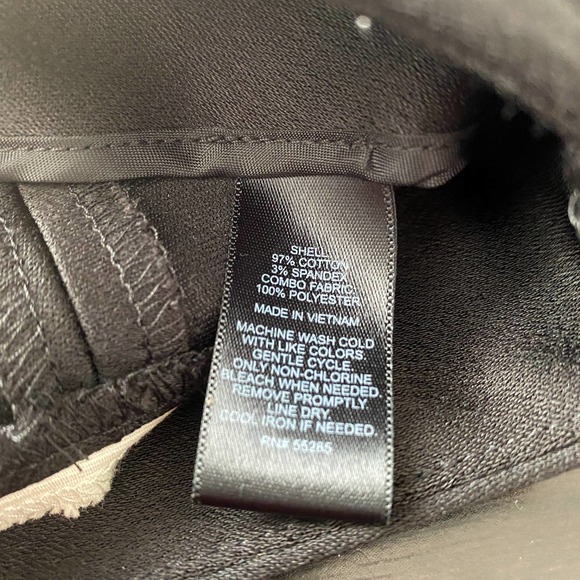 SHELL
97% COTTON
3% SPANDEX
COMBO FABRIC
100% POLYESTER
MADE IN VIETNAM
MACHINE WASH COLD
WITH LIKE COLORS.
GENTLE CYCLE.
ONLY NON-CHLORINE
BLEACH WHEN NEEDED.
REMOVE PROMPTLY
LINE DRY.
COOL IRON IF NEEDED.
RN# 55285